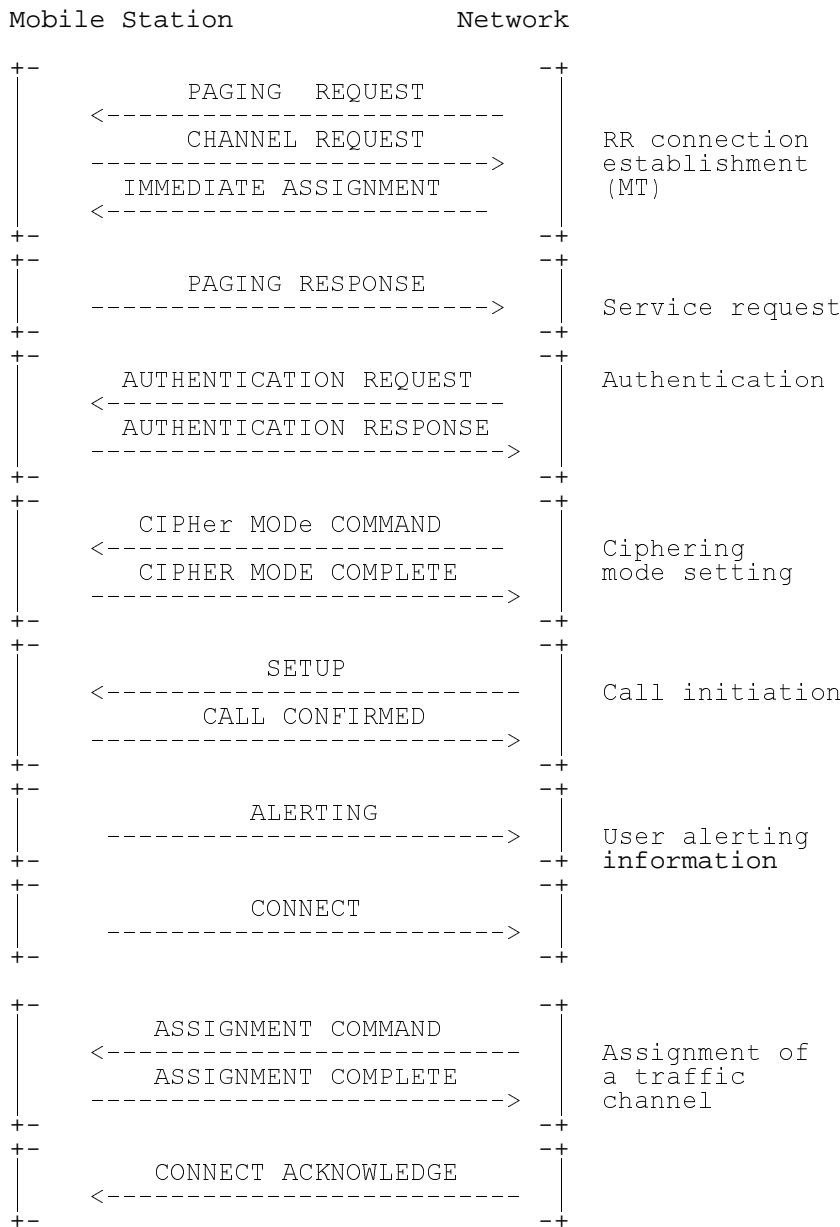 Mobile Station Network
PAGING REQUEST
CHANNEL REQUEST RR connection
establishment
IMMEDIATE ASSIGNMENT (MT)
PAGING RESPONSE
Service request
AUTHENTICATION REQUEST Authentication
AUTHENTICATION RESPONSE
CIPHer MODe COMMAND
Ciphering
CIPHER MODE COMPLETE mode setting
SETUP
Call initiation
CALL CONFIRMED
ALERTING
User alerting
information
CONNECT
ASSIGNMENT COMMAND
Assignment of
ASSIGNMENT COMPLETE a traffic
channel
CONNECT ACKNOWLEDGE